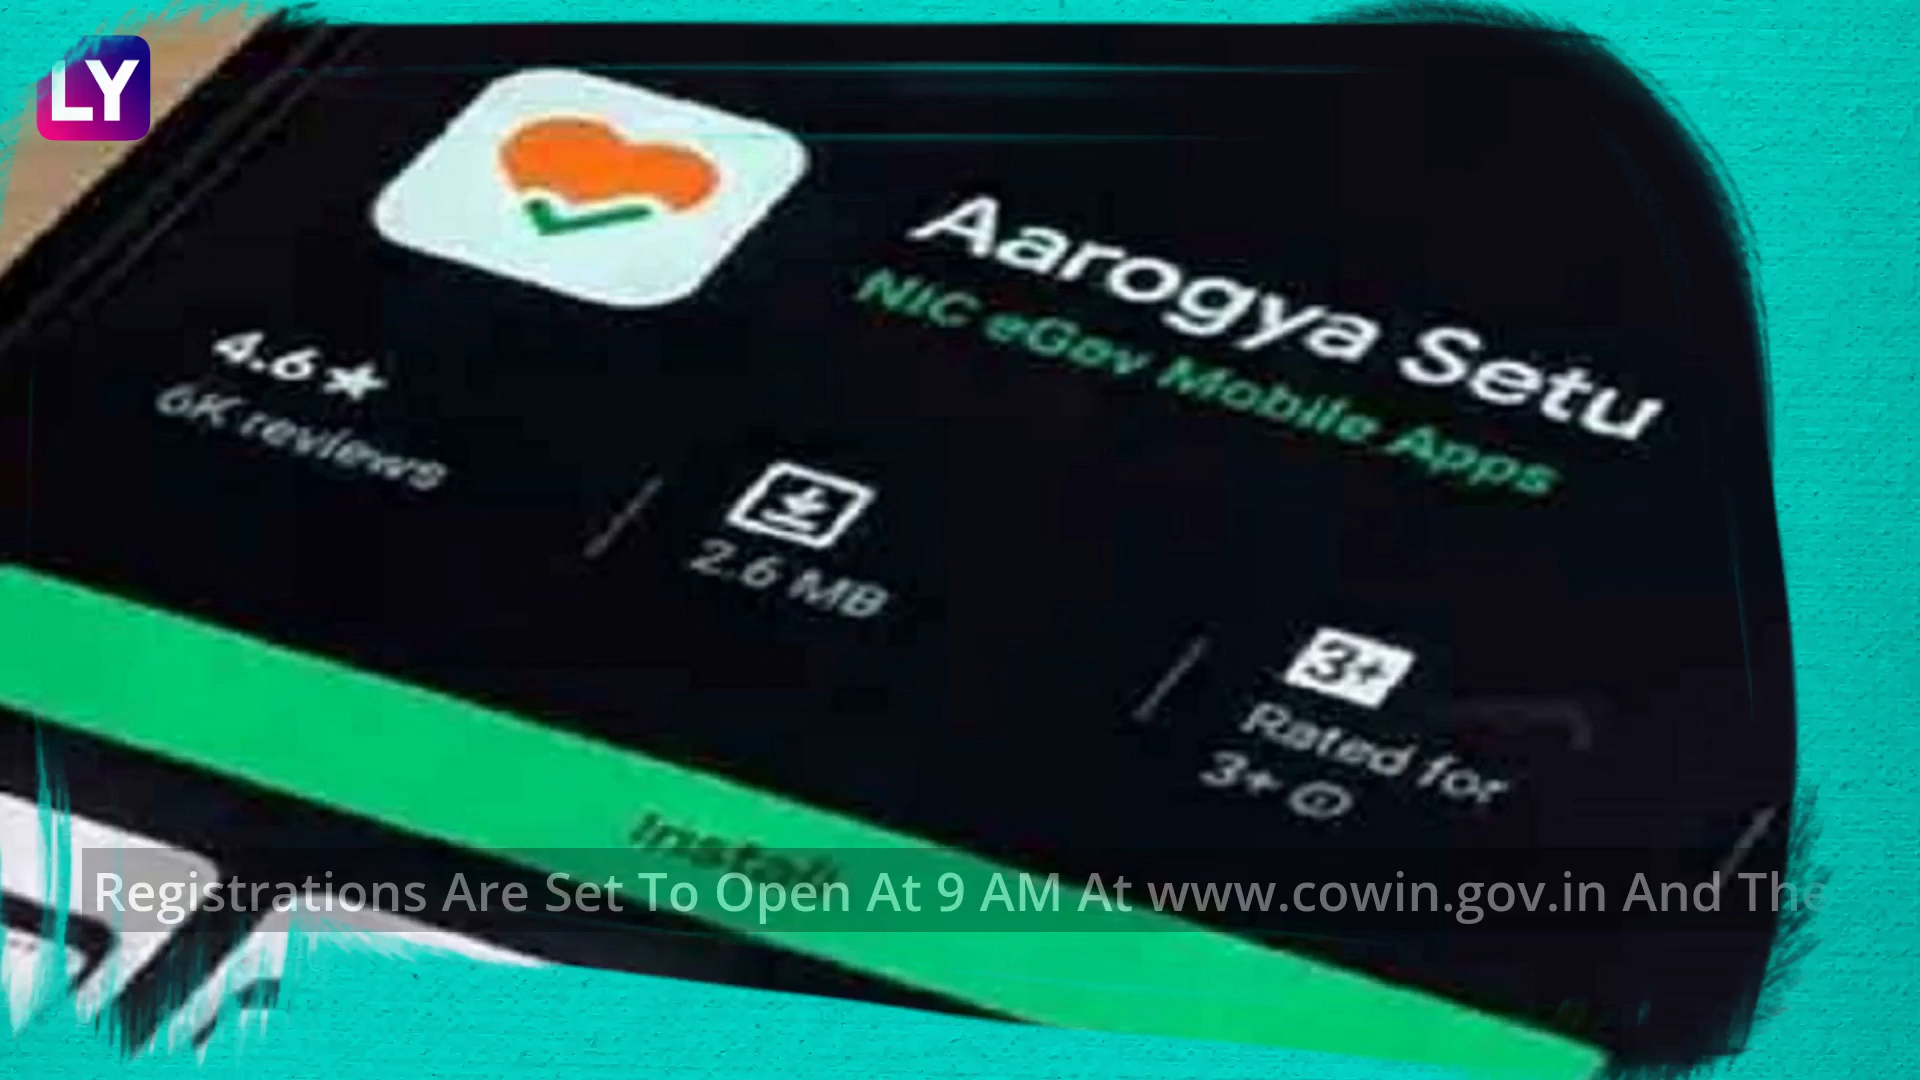 LY
Aarogya Setu
NIC eGov Mobile Apps
4.6★
6K reviews
2.6 MB
3+
Rated for
3+
Install
Registrations Are Set To Open At 9 AM At www.cowin.gov.in And The